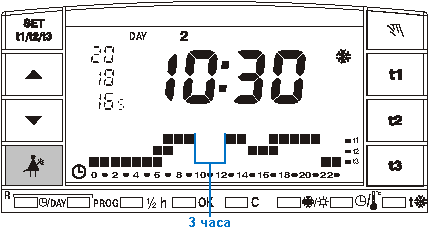 SET
t1/t2/t3
DAY 2
20
18
16 s
10:30
t1
t2
t3
t1
t2
t3
0 • 2 • 4 • 6 • 8 • 10 • 12 • 14 • 16 • 18 • 20 • 22 •
R /DAY PROG ½ h OK C / / °c t
3 часа